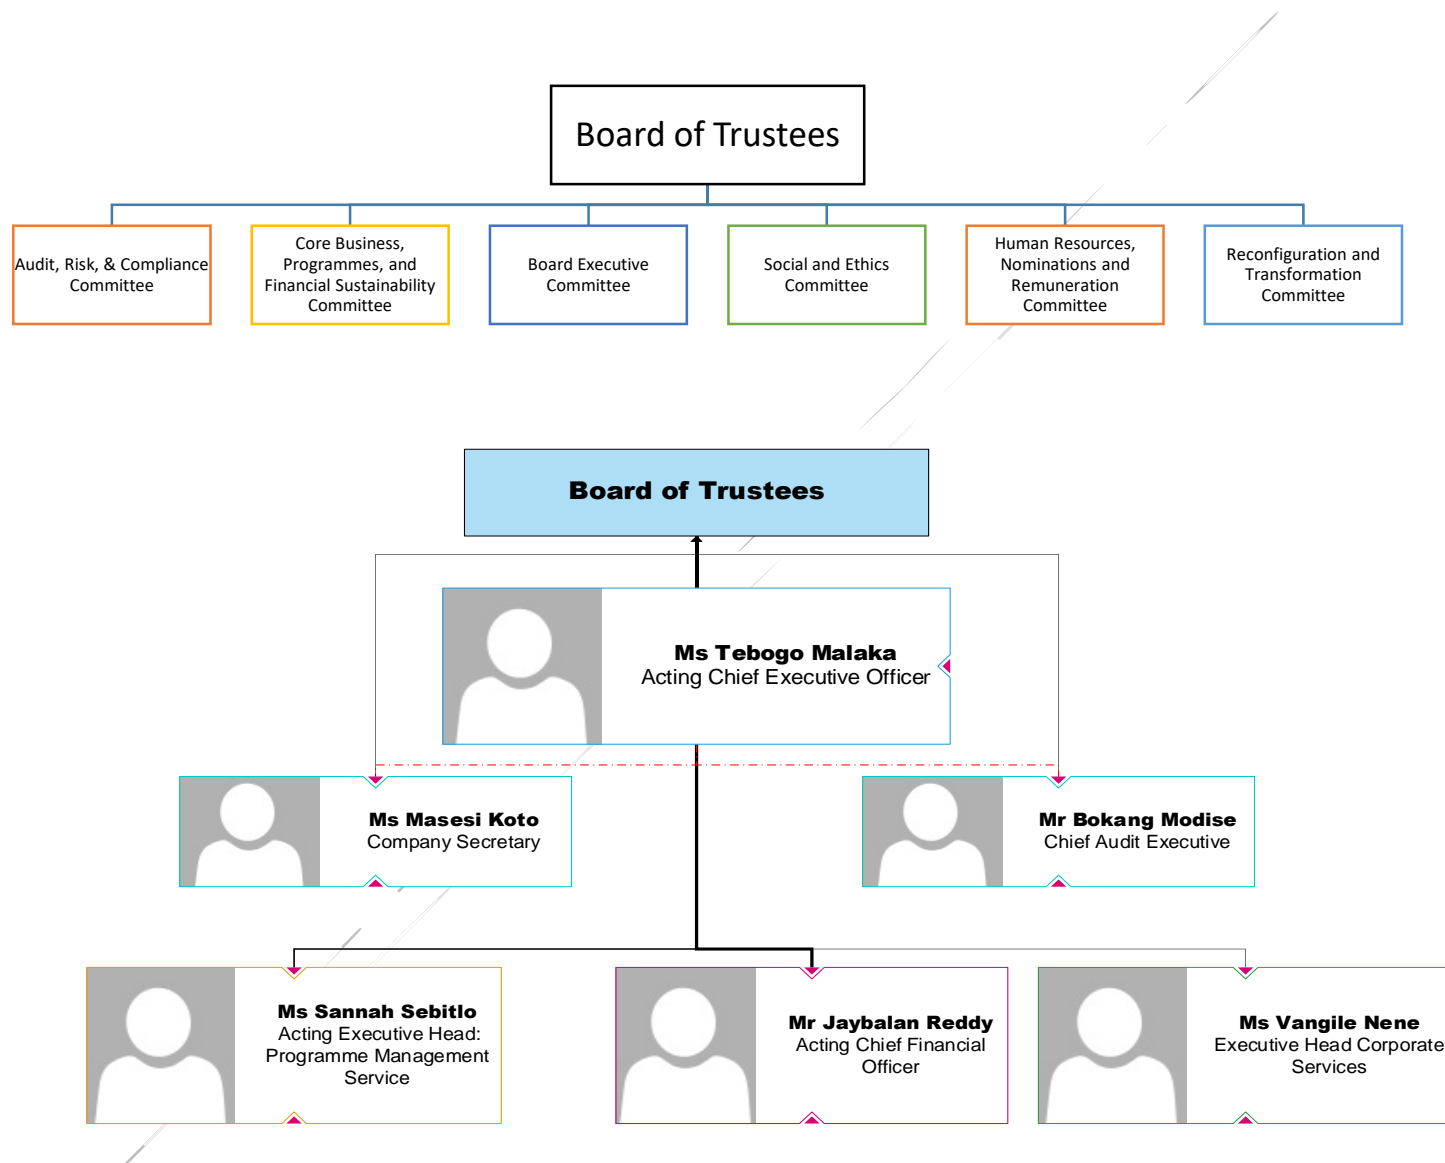 Board of Trustees
Audit, Risk, & Compliance
Committee
Core Business,
Programmes, and
Financial Sustainability
Committee
Board Executive
Committee
Social and Ethics
Committee
Human Resources,
Nominations and
Remuneration
Committee
Reconfiguration and
Transformation
Committee
Board of Trustees
Ms Tebogo Malaka
Acting Chief Executive Officer
Ms Masesi Koto
Company Secretary
Mr Bokang Modise
Chief Audit Executive
Ms Sannah Sebitlo
Acting Executive Head:
Programme Management
Service
Mr Jaybalan Reddy
Acting Chief Financial
Officer
Ms Vangile Nene
Executive Head Corporate
Services